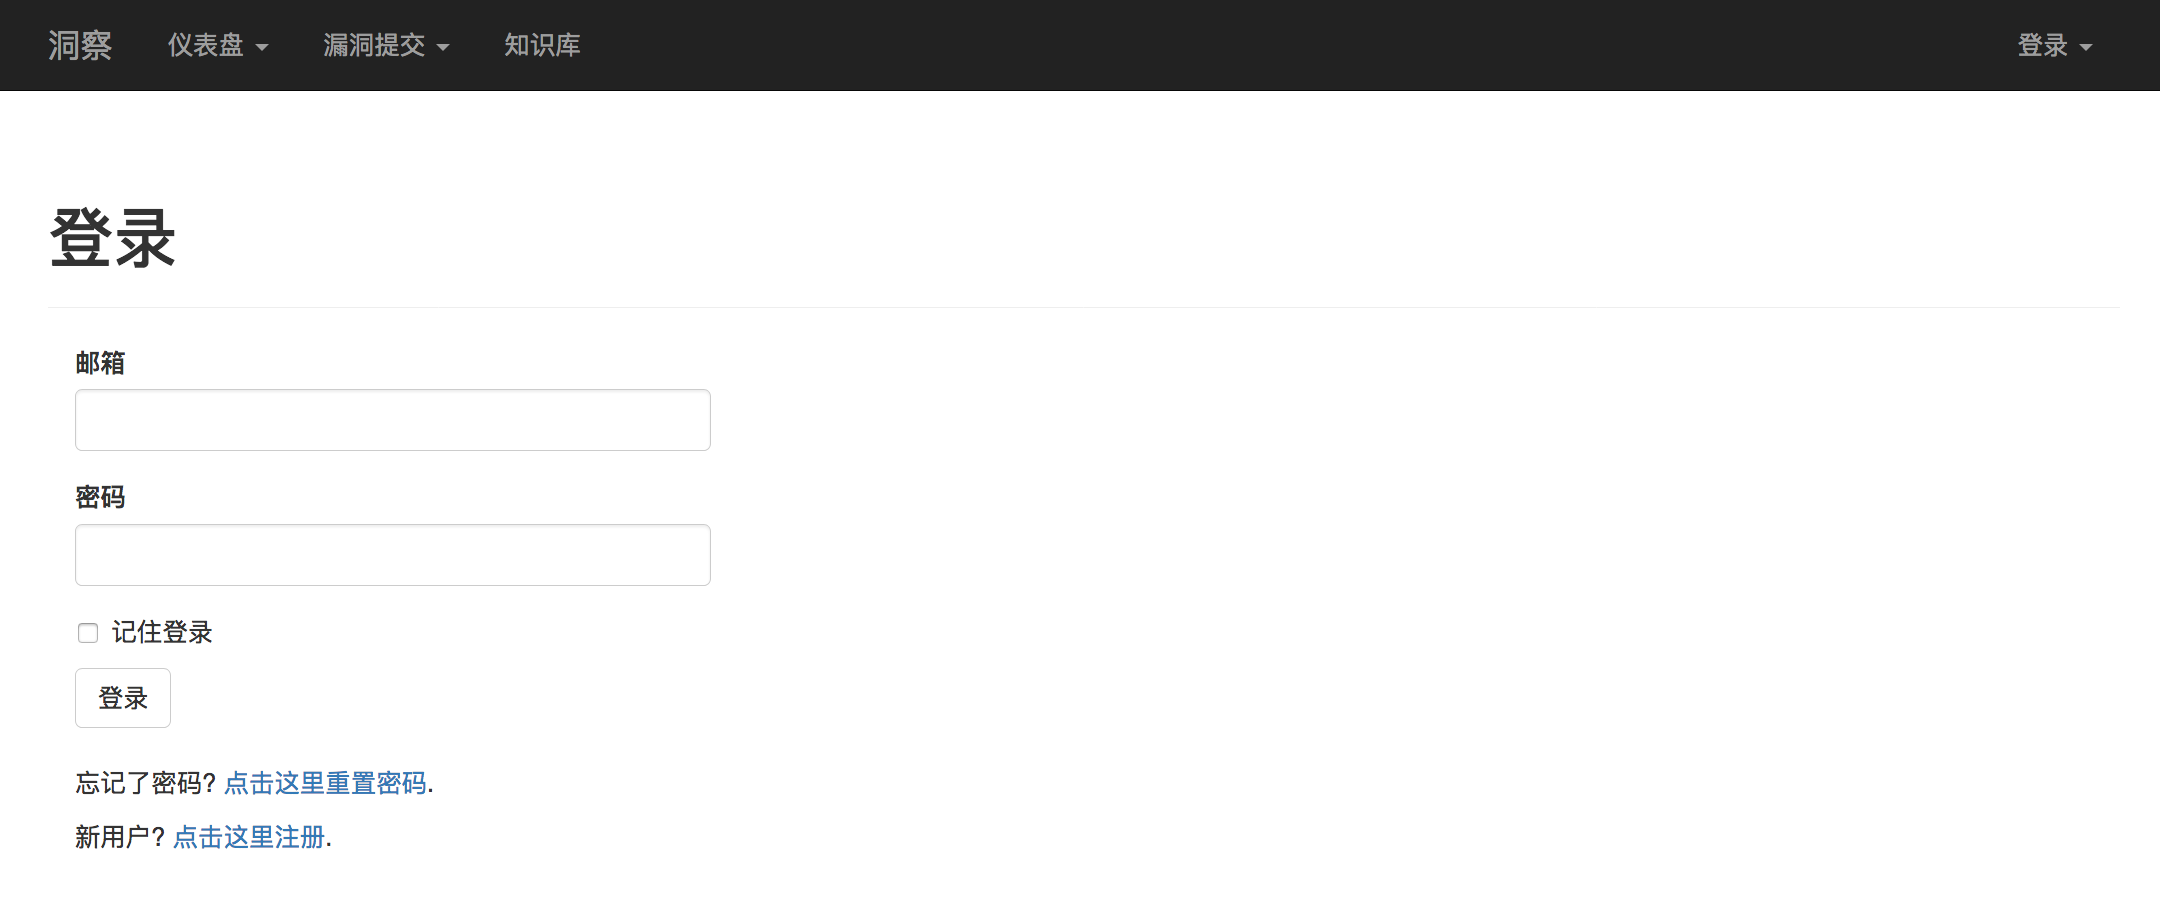 洞察 仪表盘 漏洞提交 知识库 登录
登录
邮箱
密码
记住登录
登录
忘记了密码? 点击这里重置密码.
新用户? 点击这里注册.